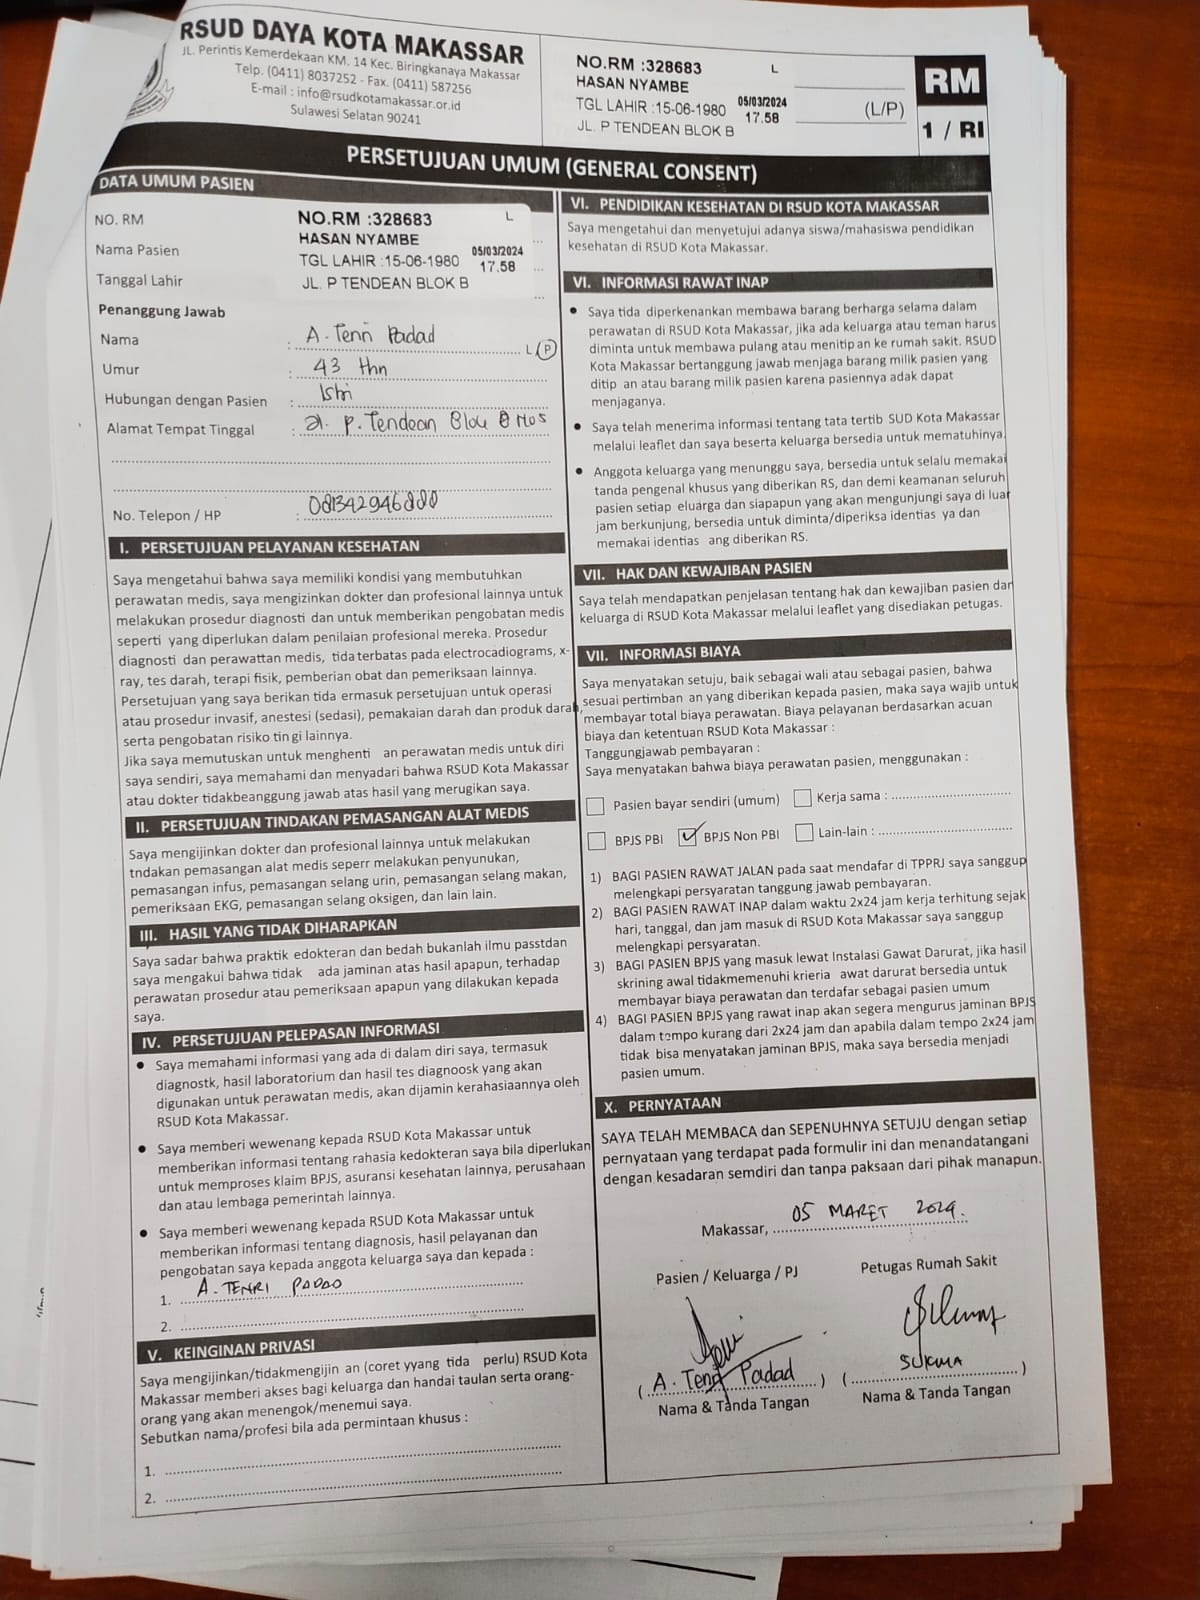 RSUD DAYA KOTA MAKASSAR
JL. Perintis Kemerdekaan KM. 14 Kec. Biringkanaya Makassar
Telp. (0411) 8037252 - Fax. (0411) 587256
E-mail : info@rsudkotamakassar.or.id
Sulawesi Selatan 90241
NO.RM :328683 L
HASAN NYAMBE
TGL LAHIR :15-06-1980 05/03/2024 17.58
JL. P TENDEAN BLOK B
(L/P)
RM
1 / RI
PERSETUJUAN UMUM (GENERAL CONSENT)
DATA UMUM PASIEN
NO. RM
Nama Pasien
Tanggal Lahir
NO.RM :328683 L
HASAN NYAMBE
TGL LAHIR :15-06-1980 05/03/2024 17.58
JL. P TENDEAN BLOK B
Penanggung Jawab
Nama : A. Tenri Padad L/P
Umur : 43 Thn
Hubungan dengan Pasien : Istri
Alamat Tempat Tinggal : Jl. P. Tendean Blok B
No. Telepon / HP :
I. PERSETUJUAN PELAYANAN KESEHATAN
Saya mengetahui bahwa saya memiliki kondisi yang membutuhkan
perawatan medis, saya mengizinkan dokter dan profesional lainnya untuk
melakukan prosedur diagnosti dan untuk memberikan pengobatan medis
seperti yang diperlukan dalam penilaian profesional mereka. Prosedur
diagnosti dan perawattan medis, tida terbatas pada electrocadiograms, x-
ray, tes darah, terapi fisik, pemberian obat dan pemeriksaan lainnya.
Persetujuan yang saya berikan tida ermasuk persetujuan untuk operasi
atau prosedur invasif, anestesi (sedasi), pemakaian darah dan produk darah,
serta pengobatan risiko tin gi lainnya.
Jika saya memutuskan untuk menghenti an perawatan medis untuk diri
saya sendiri, saya memahami dan menyadari bahwa RSUD Kota Makassar
atau dokter tidakbeanggung jawab atas hasil yang merugikan saya.
II. PERSETUJUAN TINDAKAN PEMASANGAN ALAT MEDIS
Saya mengijinkan dokter dan profesional lainnya untuk melakukan
tndakan pemasangan alat medis seperr melakukan penyunukan,
pemasangan infus, pemasangan selang urin, pemasangan selang makan,
pemeriksaan EKG, pemasangan selang oksigen, dan lain lain.
III. HASIL YANG TIDAK DIHARAPKAN
Saya sadar bahwa praktik edokteran dan bedah bukanlah ilmu passtdan
saya mengakui bahwa tidak ada jaminan atas hasil apapun, terhadap
perawatan prosedur atau pemeriksaan apapun yang dilakukan kepada
saya.
IV. PERSETUJUAN PELEPASAN INFORMASI
● Saya memahami informasi yang ada di dalam diri saya, termasuk
diagnostk, hasil laboratorium dan hasil tes diagnoosk yang akan
digunakan untuk perawatan medis, akan dijamin kerahasiaannya oleh
RSUD Kota Makassar.
● Saya memberi wewenang kepada RSUD Kota Makassar untuk
memberikan informasi tentang rahasia kedokteran saya bila diperlukan
untuk memproses klaim BPJS, asuransi kesehatan lainnya, perusahaan
dan atau lembaga pemerintah lainnya.
● Saya memberi wewenang kepada RSUD Kota Makassar untuk
memberikan informasi tentang diagnosis, hasil pelayanan dan
pengobatan saya kepada anggota keluarga saya dan kepada :
1. A. TENRI PADAD
2.
V. KEINGINAN PRIVASI
Saya mengijinkan/tidakmengijin an (coret yyang tida perlu) RSUD Kota
Makassar memberi akses bagi keluarga dan handai taulan serta orang-
orang yang akan menengok/menemui saya.
Sebutkan nama/profesi bila ada permintaan khusus :
1.
2.
VI. PENDIDIKAN KESEHATAN DI RSUD KOTA MAKASSAR
Saya mengetahui dan menyetujui adanya siswa/mahasiswa pendidikan
kesehatan di RSUD Kota Makassar.
VI. INFORMASI RAWAT INAP
● Saya tida diperkenankan membawa barang berharga selama dalam
perawatan di RSUD Kota Makassar, jika ada keluarga atau teman harus
diminta untuk membawa pulang atau menitip an ke rumah sakit. RSUD
Kota Makassar bertanggung jawab menjaga barang milik pasien yang
ditip an atau barang milik pasien karena pasiennya adak dapat
menjaganya.
● Saya telah menerima informasi tentang tata tertib SUD Kota Makassar
melalui leaflet dan saya beserta keluarga bersedia untuk mematuhinya.
● Anggota keluarga yang menunggu saya, bersedia untuk selalu memakai
tanda pengenal khusus yang diberikan RS, dan demi keamanan seluruh
pasien setiap eluarga dan siapapun yang akan mengunjungi saya di luar
jam berkunjung, bersedia untuk diminta/diperiksa identias ya dan
memakai identias ang diberikan RS.
VII. HAK DAN KEWAJIBAN PASIEN
Saya telah mendapatkan penjelasan tentang hak dan kewajiban pasien dan
keluarga di RSUD Kota Makassar melalui leaflet yang disediakan petugas.
VII. INFORMASI BIAYA
Saya menyatakan setuju, baik sebagai wali atau sebagai pasien, bahwa
sesuai pertimban an yang diberikan kepada pasien, maka saya wajib untuk
membayar total biaya perawatan. Biaya pelayanan berdasarkan acuan
biaya dan ketentuan RSUD Kota Makassar :
Tanggungjawab pembayaran :
Saya menyatakan bahwa biaya perawatan pasien, menggunakan :
Pasien bayar sendiri (umum) Kerja sama :
BPJS PBI ✓ BPJS Non PBI Lain-lain :
1) BAGI PASIEN RAWAT JALAN pada saat mendafar di TPPRJ saya sanggup
melengkapi persyaratan tanggung jawab pembayaran.
2) BAGI PASIEN RAWAT INAP dalam waktu 2x24 jam kerja terhitung sejak
hari, tanggal, dan jam masuk di RSUD Kota Makassar saya sanggup
melengkapi persyaratan.
3) BAGI PASIEN BPJS yang masuk lewat Instalasi Gawat Darurat, jika hasil
skrining awal tidakmemenuhi krieria awat darurat bersedia untuk
membayar biaya perawatan dan terdafar sebagai pasien umum
4) BAGI PASIEN BPJS yang rawat inap akan segera mengurus jaminan BPJS
dalam tempo kurang dari 2x24 jam dan apabila dalam tempo 2x24 jam
tidak bisa menyatakan jaminan BPJS, maka saya bersedia menjadi
pasien umum.
X. PERNYATAAN
SAYA TELAH MEMBACA dan SEPENUHNYA SETUJU dengan setiap
pernyataan yang terdapat pada formulir ini dan menandatangani
dengan kesadaran semdiri dan tanpa paksaan dari pihak manapun.
Makassar, 05 MARET 2024.
Pasien / Keluarga / PJ Petugas Rumah Sakit
( A. Tenri Padad ) ( SUKMA )
Nama & Tanda Tangan Nama & Tanda Tangan